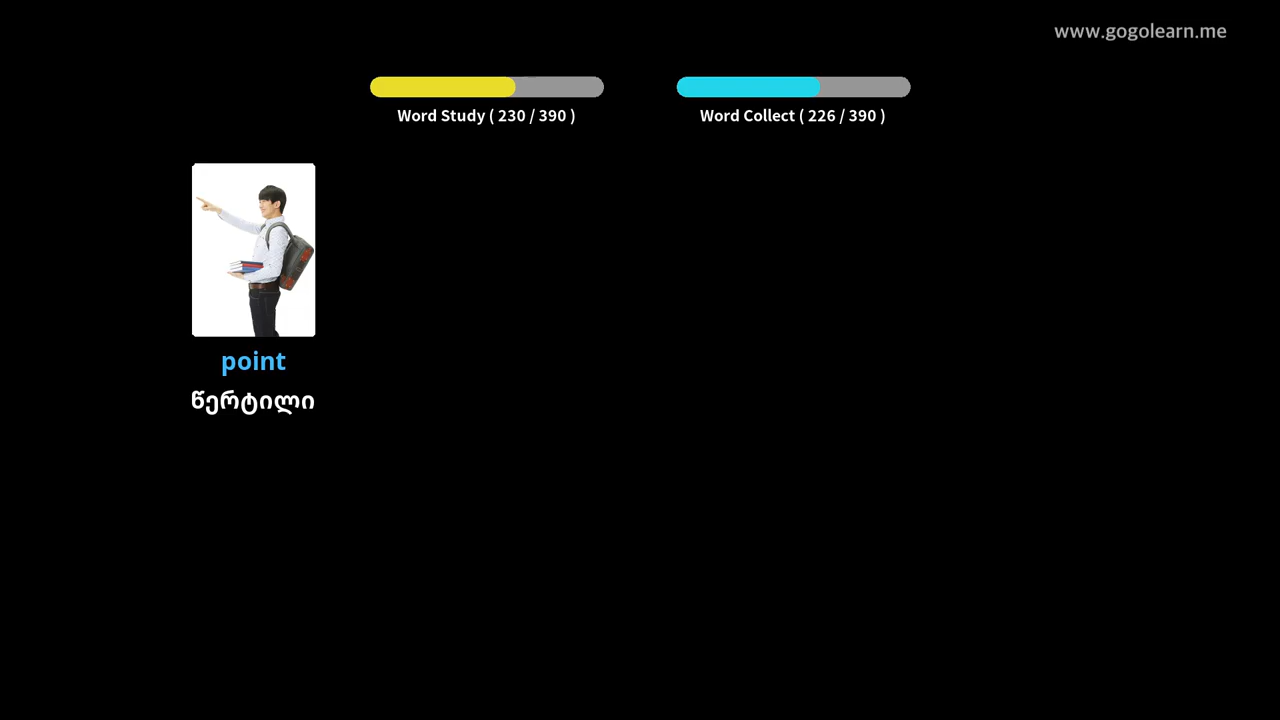 www.gogolearn.me
Word Study ( 230 / 390 )
Word Collect ( 226 / 390 )
point
წერტილი